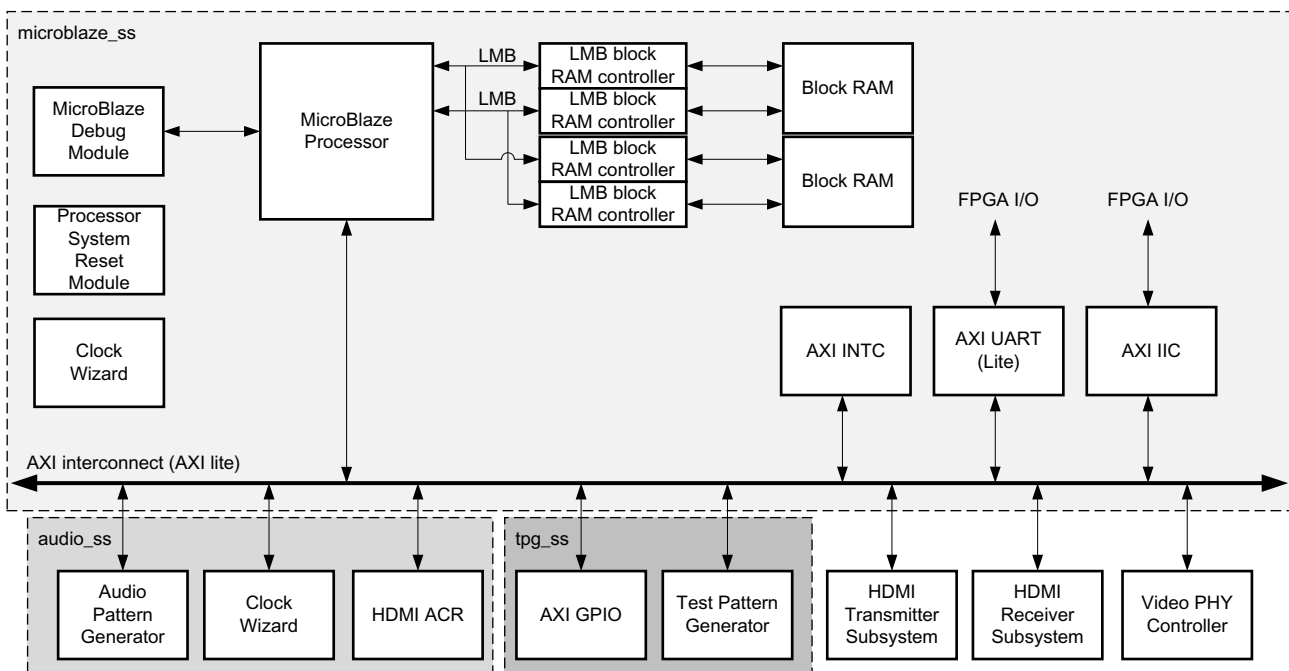 microblaze_ss
MicroBlaze
Debug
Module
MicroBlaze
Processor
LMB
LMB
LMB block
RAM controller
LMB block
RAM controller
LMB block
RAM controller
LMB block
RAM controller
Block RAM
Block RAM
Processor
System
Reset
Module
Clock
Wizard
FPGA I/O
FPGA I/O
AXI INTC
AXI UART
(Lite)
AXI IIC
AXI interconnect (AXI lite)
audio_ss
Audio
Pattern
Generator
Clock
Wizard
HDMI ACR
tpg_ss
AXI GPIO
Test Pattern
Generator
HDMI
Transmitter
Subsystem
HDMI
Receiver
Subsystem
Video PHY
Controller